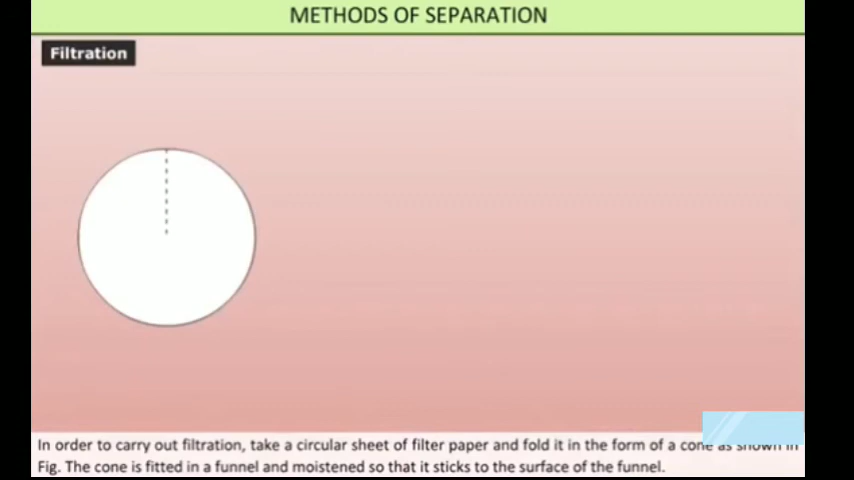 METHODS OF SEPARATION
Filtration
In order to carry out filtration, take a circular sheet of filter paper and fold it in the form of a cone as shown in
Fig. The cone is fitted in a funnel and moistened so that it sticks to the surface of the funnel.